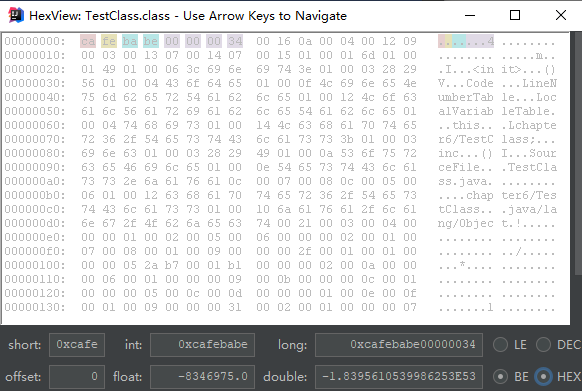 HexView: TestClass.class - Use Arrow Keys to Navigate
00000000: ca fe ba be 00 00 00 34 00 16 0a 00 04 00 12 09 .......4 ........
00000010: 00 03 00 13 07 00 14 07 00 15 01 00 01 6d 01 00 ........ .....m..
00000020: 01 49 01 00 06 3c 69 6e 69 74 3e 01 00 03 28 29 .I...<in it>...()
00000030: 56 01 00 04 43 6f 64 65 01 00 0f 4c 69 6e 65 4e V...Code ...LineN
00000040: 75 6d 62 65 72 54 61 62 6c 65 01 00 12 4c 6f 63 umberTab le...Loc
00000050: 61 6c 56 61 72 69 61 62 6c 65 54 61 62 6c 65 01 alVariab leTable.
00000060: 00 04 74 68 69 73 01 00 14 4c 63 68 61 70 74 65 ..this.. .Lchapte
00000070: 72 36 2f 54 65 73 74 43 6c 61 73 73 3b 01 00 03 r6/TestC lass;...
00000080: 69 6e 63 01 00 03 28 29 49 01 00 0a 53 6f 75 72 inc...() I...Sour
00000090: 63 65 46 69 6c 65 01 00 0e 54 65 73 74 43 6c 61 ceFile.. .TestCla
000000a0: 73 73 2e 6a 61 76 61 0c 00 07 00 08 0c 00 05 00 ss.java. ........
000000b0: 06 01 00 12 63 68 61 70 74 65 72 36 2f 54 65 73 ....chap ter6/Tes
000000c0: 74 43 6c 61 73 73 01 00 10 6a 61 76 61 2f 6c 61 tClass.. .java/la
000000d0: 6e 67 2f 4f 62 6a 65 63 74 00 21 00 03 00 04 00 ng/Objec t.!.....
000000e0: 00 00 01 00 02 00 05 00 06 00 00 00 02 00 01 00 ........ ........
000000f0: 07 00 08 00 01 00 09 00 00 00 2f 00 01 00 01 00 ........ ../.....
00000100: 00 00 05 2a b7 00 01 b1 00 00 00 02 00 0a 00 00 ...*.... ........
00000110: 00 06 00 01 00 00 00 09 00 0b 00 00 00 0c 00 01 ........ ........
00000120: 00 00 00 05 00 0c 00 0d 00 00 01 00 0e 00 0f ........ ........
00000130: 00 01 00 09 00 00 00 31 00 02 00 01 00 00 00 07 .......1 ........
short: 0xcafe int: 0xcafebabe long: 0xcafebabe00000034 LE DEC
offset: 0 float: -8346975.0 double: -1.8395610539986253E53 BE HEX